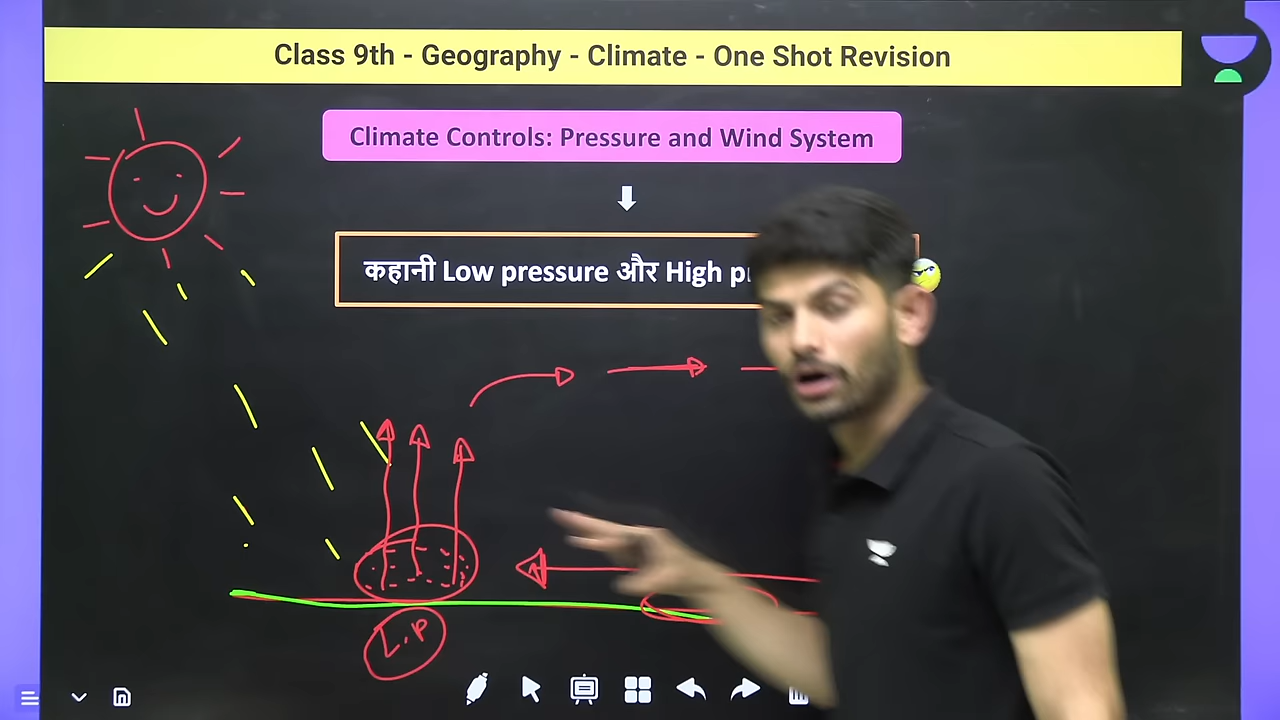 Class 9th - Geography - Climate - One Shot Revision
Climate Controls: Pressure and Wind System
कहानी Low pressure और High p
L.P